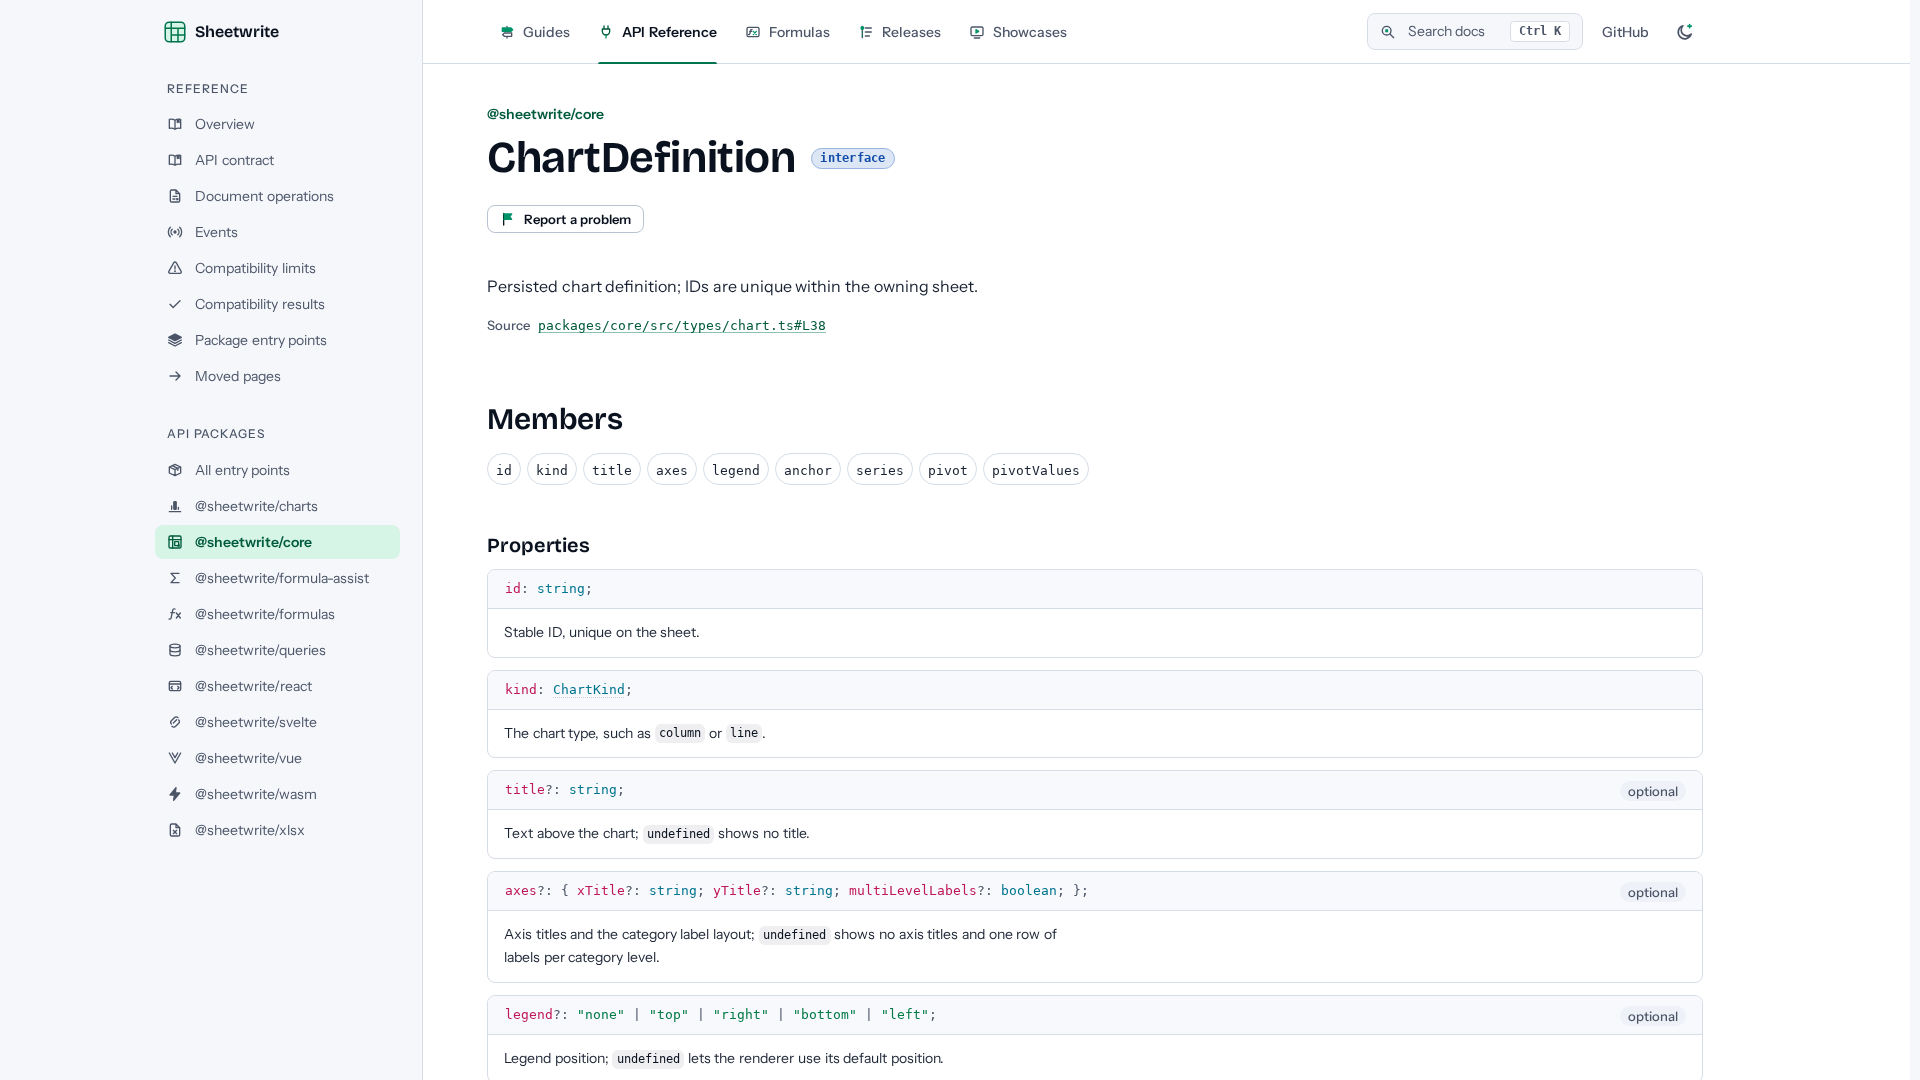 Sheetwrite
Guides
API Reference
Formulas
Releases
Showcases
Search docs
Ctrl K
GitHub
REFERENCE
Overview
API contract
Document operations
Events
Compatibility limits
Compatibility results
Package entry points
Moved pages
API PACKAGES
All entry points
@sheetwrite/charts
@sheetwrite/core
@sheetwrite/formula-assist
@sheetwrite/formulas
@sheetwrite/queries
@sheetwrite/react
@sheetwrite/svelte
@sheetwrite/vue
@sheetwrite/wasm
@sheetwrite/xlsx
@sheetwrite/core
ChartDefinition interface
Report a problem
Persisted chart definition; IDs are unique within the owning sheet.
Source packages/core/src/types/chart.ts#L38
Members
id kind title axes legend anchor series pivot pivotValues
Properties
id: string;
Stable ID, unique on the sheet.
kind: ChartKind;
The chart type, such as column or line.
title?: string; optional
Text above the chart; undefined shows no title.
axes?: { xTitle?: string; yTitle?: string; multiLevelLabels?: boolean; }; optional
Axis titles and the category label layout; undefined shows no axis titles and one row of
labels per category level.
legend?: "none" | "top" | "right" | "bottom" | "left"; optional
Legend position; undefined lets the renderer use its default position.